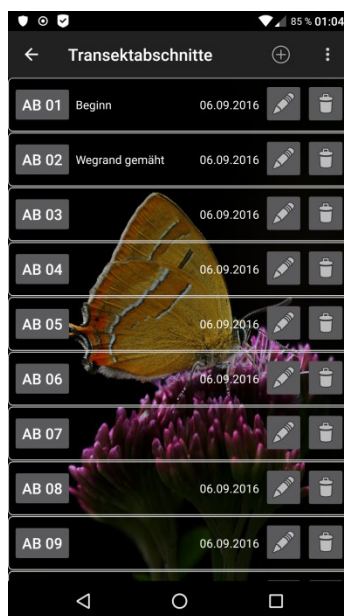 85 % 01:04
Transektabschnitte
AB 01 Beginn 06.09.2016
AB 02 Wegrand gemäht 06.09.2016
AB 03 06.09.2016
AB 04 06.09.2016
AB 05 06.09.2016
AB 06 06.09.2016
AB 07 06.09.2016
AB 08 06.09.2016
AB 09 06.09.2016